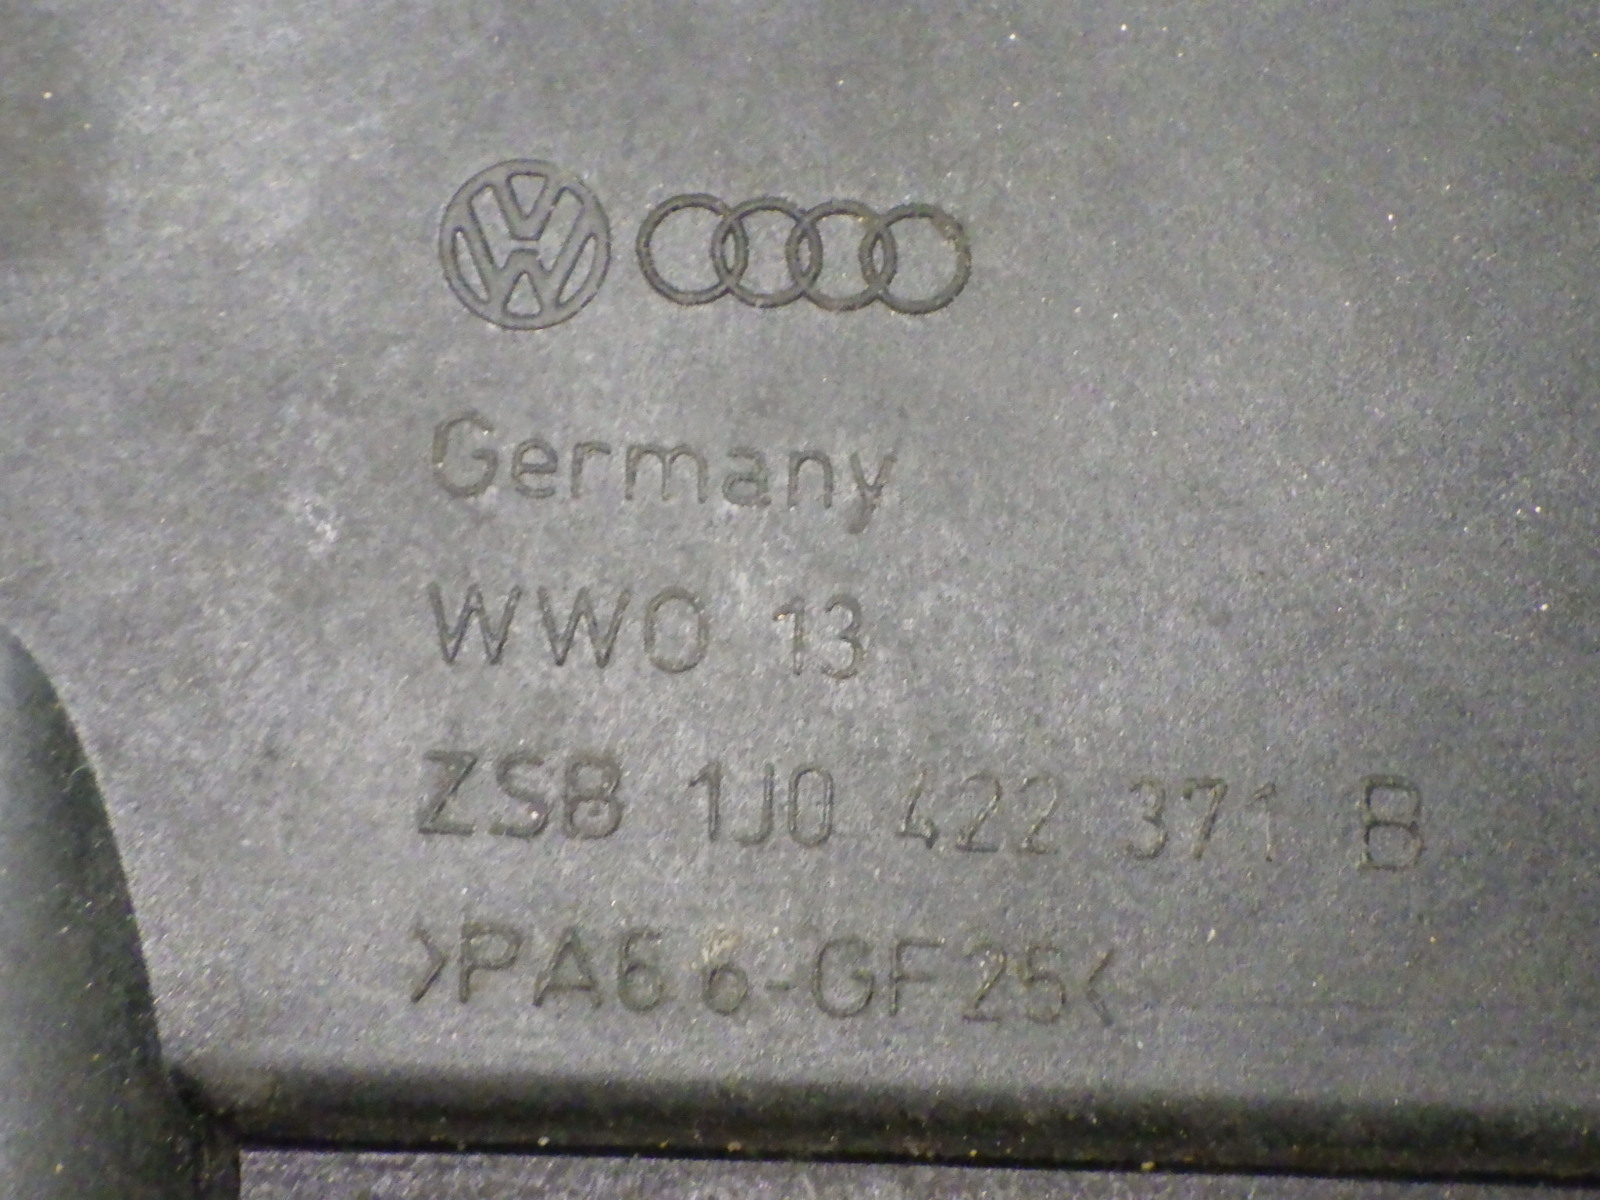 Germany
WWO 13
ZSB 1J0 422 371 B
>PA66-GF25<